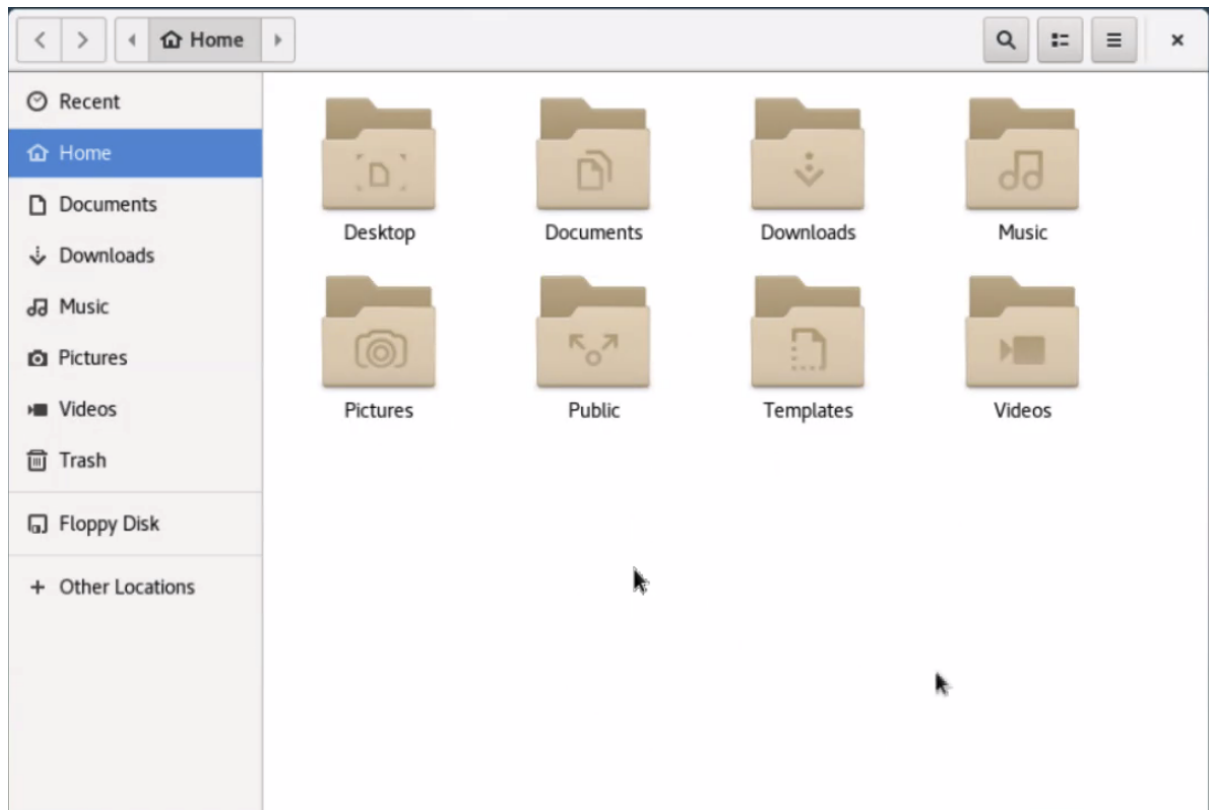 Home
Recent
Home
Documents
Downloads
Music
Pictures
Videos
Trash
Floppy Disk
+ Other Locations
Desktop Documents Downloads Music
Pictures Public Templates Videos